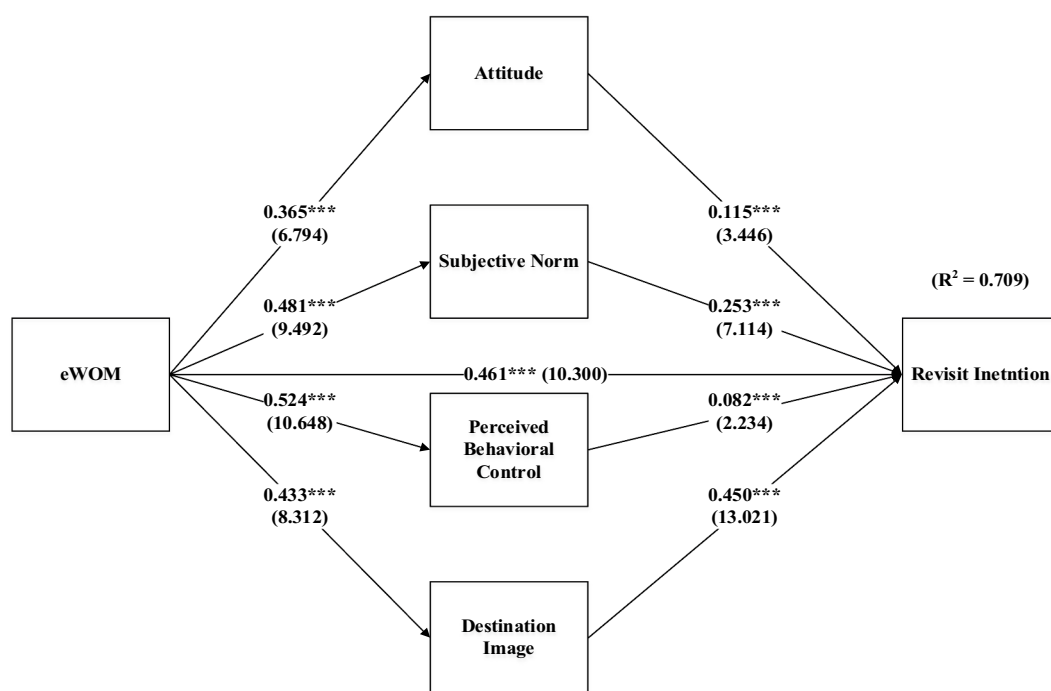 Attitude
0.365***
(6.794)
0.115***
(3.446)
Subjective Norm
(R² = 0.709)
0.481***
(9.492)
0.253***
(7.114)
eWOM
0.461*** (10.300)
Revisit Inetntion
0.524***
(10.648)
Perceived
Behavioral
Control
0.082***
(2.234)
0.433***
(8.312)
0.450***
(13.021)
Destination
Image